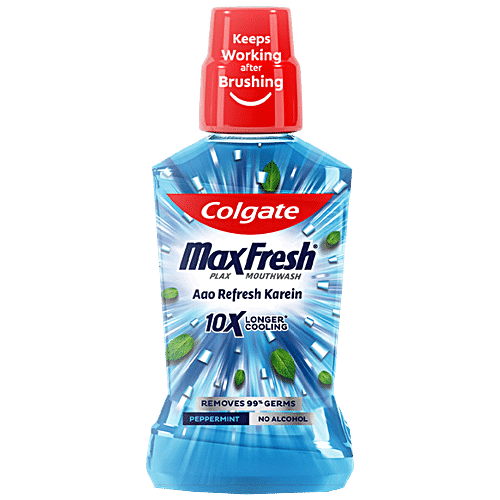 Keeps
Working
after
Brushing
Colgate
MaxFresh®
PLAX MOUTHWASH
Aao Refresh Karein
10X LONGER*
COOLING
REMOVES 99% GERMS
PEPPERMINT NO ALCOHOL